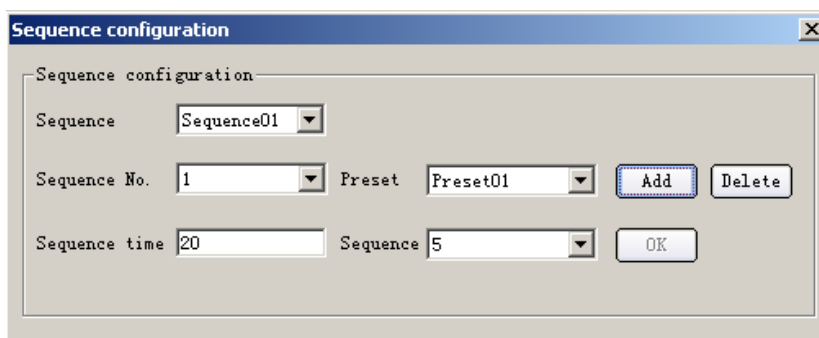 Sequence configuration
Sequence configuration
Sequence Sequence01
Sequence No. 1 Preset Preset01 Add Delete
Sequence time 20 Sequence 5 OK